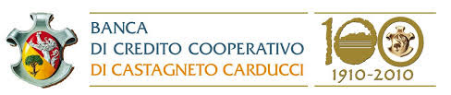 BANCA
DI CREDITO COOPERATIVO
DI CASTAGNETO CARDUCCI
100
1910-2010